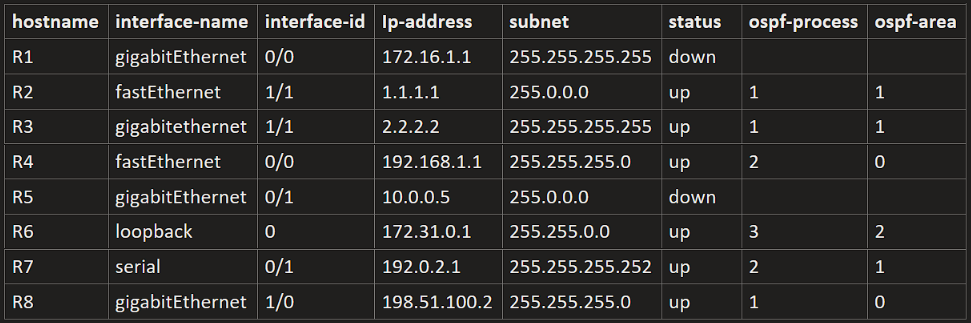 hostname interface-name interface-id Ip-address subnet status ospf-process ospf-area
R1 gigabitEthernet 0/0 172.16.1.1 255.255.255.255 down
R2 fastEthernet 1/1 1.1.1.1 255.0.0.0 up 1 1
R3 gigabitethernet 1/1 2.2.2.2 255.255.255.255 up 1 1
R4 fastEthernet 0/0 192.168.1.1 255.255.255.0 up 2 0
R5 gigabitEthernet 0/1 10.0.0.5 255.0.0.0 down
R6 loopback 0 172.31.0.1 255.255.0.0 up 3 2
R7 serial 0/1 192.0.2.1 255.255.255.252 up 2 1
R8 gigabitEthernet 1/0 198.51.100.2 255.255.255.0 up 1 0